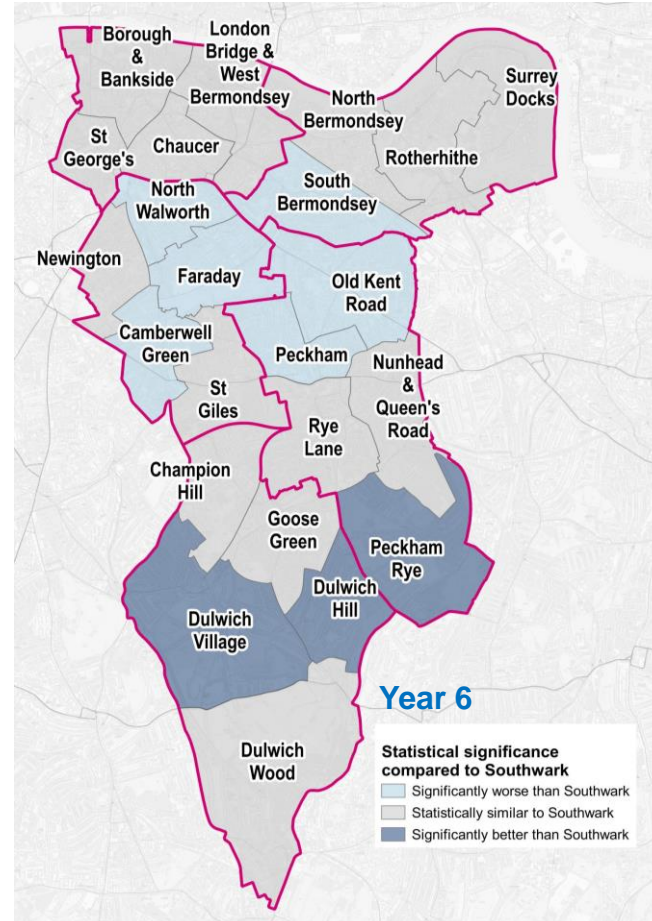 Borough
&
Bankside
London
Bridge &
West
Bermondsey
North
Bermondsey
Surrey
Docks
Rotherhithe
St
George's
Chaucer
North
Walworth
South
Bermondsey
Newington
Faraday
Old Kent
Road
Camberwell
Green
Peckham
Nunhead
&
Queen's
Road
St
Giles
Rye
Lane
Champion
Hill
Goose
Green
Peckham
Rye
Dulwich
Hill
Dulwich
Village
Dulwich
Wood
Year 6
Statistical significance
compared to Southwark
Significantly worse than Southwark
Statistically similar to Southwark
Significantly better than Southwark